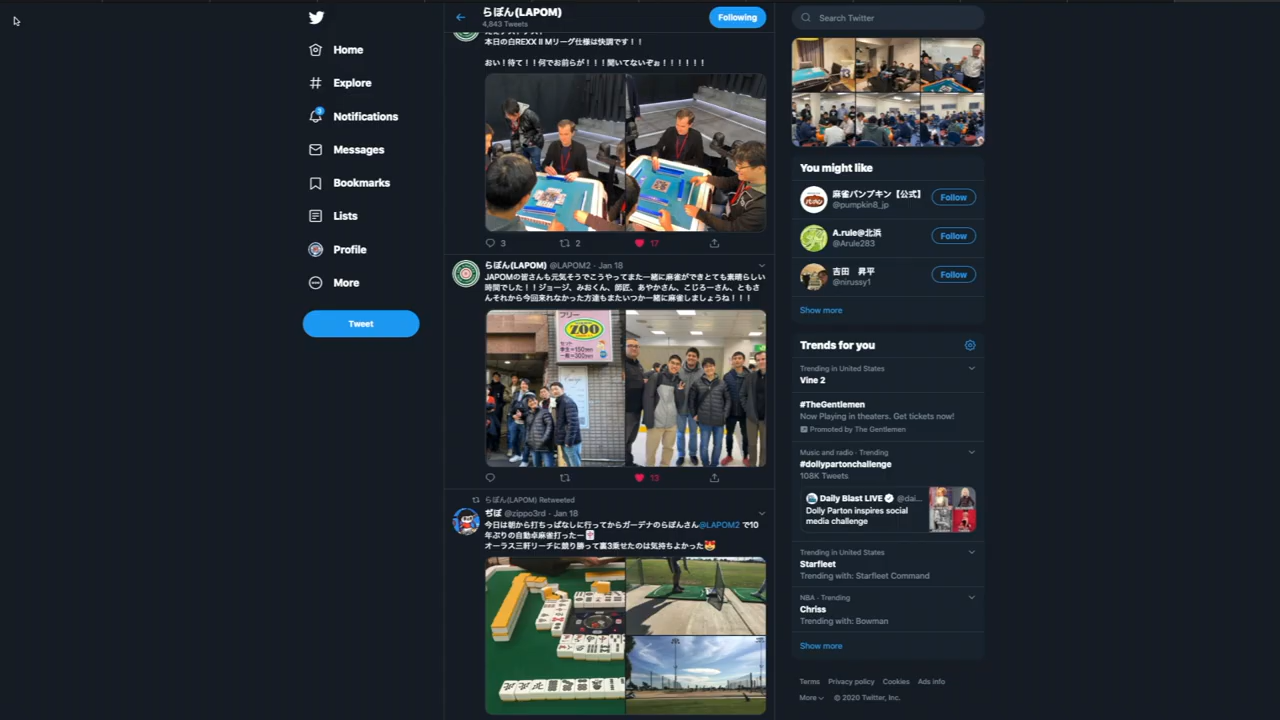 Home
Explore
3
Notifications
Messages
Bookmarks
Lists
Profile
More
Tweet
らぽん(LAPOM)
4,843 Tweets
Following
本日の白REXX II Mリーグ仕様は快調です！！
おい！待て！何でお前らが！！！聞いてないぞぉ！！！！！！
3
2
17
らぽん(LAPOM) @LAPOM2 · Jan 18
JAPOMの皆さんも元気そうでこうやってまた一緒に麻雀ができとても素晴らしい
時間でした！！ジョージ、みおくん、師匠、あやかさん、こじろーさん、ともさ
んそれから今回来れなかった方達もまたいつか一緒に麻雀しましょうね！！！
フリー
ZOO
13
らぽん(LAPOM) Retweeted
ぢぽ @zippo3rd · Jan 18
今日は朝から打ちっぱなしに行ってからガーデナのらぽんさん@LAPOM2 で10
年ぶりの自動卓麻雀打ったー
オーラス三軒リーチに競り勝って裏3乗せたのは気持ちよかった
Search Twitter
You might like
麻雀パンプキン【公式】
@pumpkin8_jp
Follow
A.rule@北浜
@Arule283
Follow
吉田 昇平
@nirussy1
Follow
Show more
Trends for you
Trending in United States
Vine 2
#TheGentlemen
Now Playing in theaters. Get tickets now!
Promoted by The Gentlemen
Music and radio · Trending
#dollypartonchallenge
108K Tweets
Daily Blast LIVE @dai...
Dolly Parton inspires social
media challenge
Trending in United States
Starfleet
Trending with: Starfleet Command
NBA · Trending
Chriss
Trending with: Bowman
Show more
Terms Privacy policy Cookies Ads info
More © 2020 Twitter, Inc.